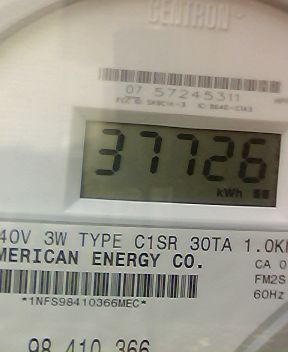 CENTRON
07 57245311
37726
kWh
40V 3W TYPE C1SR 30TA 1.0K
MERICAN ENERGY CO.
CA 0
FM2S
60Hz
*1NFS98410366MEC*
98 410 366